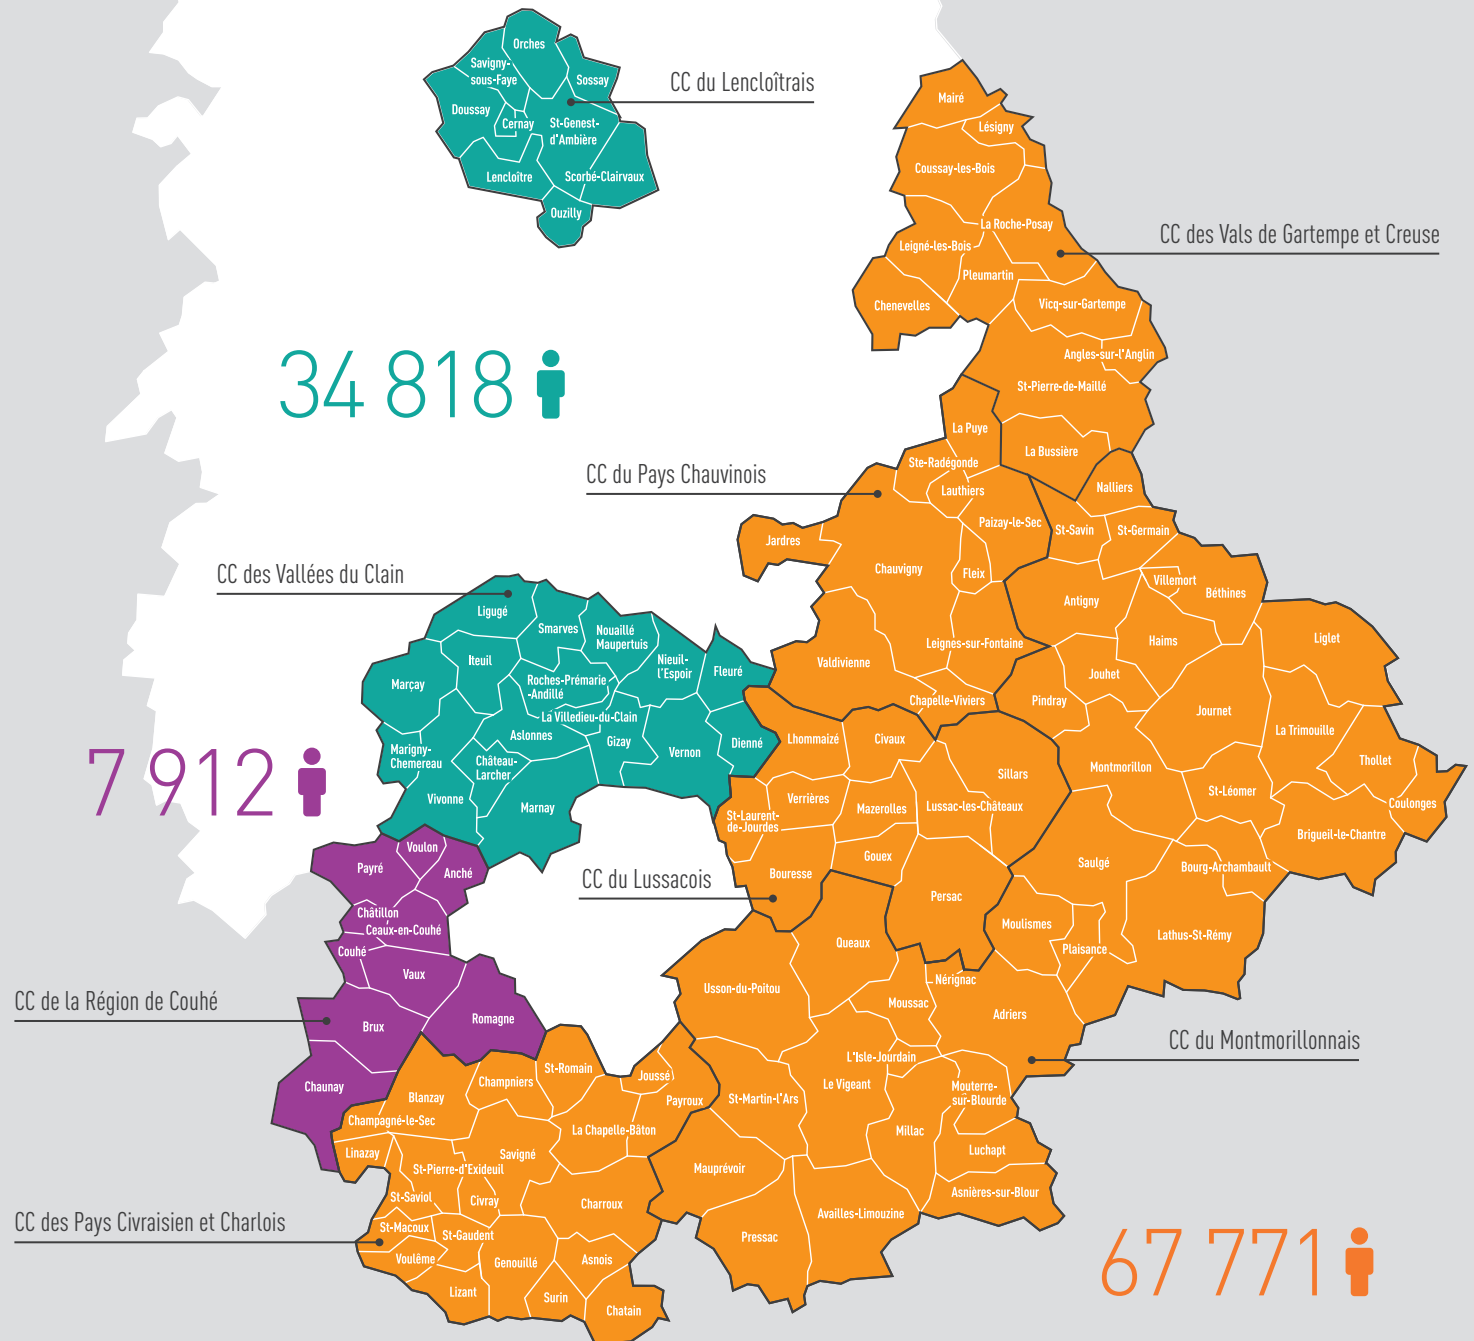 Orches
Savigny-
sous-Faye
Sossay
Doussay
Cernay
St-Genest-
d'Ambière
Lencloître
Scorbé-Clairvaux
Ouzilly
CC du Lencloîtrais
Mairé
Lésigny
Coussay-les-Bois
La Roche-Posay
Leigné-les-Bois
Pleumartin
Chenevelles
Vicq-sur-Gartempe
Angles-sur-l'Anglin
St-Pierre-de-Maillé
La Bussière
CC des Vals de Gartempe et Creuse
34 818
La Puye
Ste-Radégonde
Lauthiers
Paizay-le-Sec
Jardres
Chauvigny
Fleix
Leignes-sur-Fontaine
Valdivienne
Chapelle-Viviers
CC du Pays Chauvinois
Nalliers
St-Savin
St-Germain
Villemort
Béthines
Antigny
Haims
Liglet
Jouhet
Pindray
Journet
La Trimouille
Montmorillon
Thollet
St-Léomer
Coulonges
Brigueil-le-Chantre
Saulgé
Bourg-Archambault
Moulismes
Plaisance
Lathus-St-Rémy
CC des Vallées du Clain
Ligugé
Smarves
Nouaillé
Maupertuis
Iteuil
Nieuil-
l'Espoir
Fleuré
Marçay
Roches-Prémarie
-Andillé
La Villedieu-du-Clain
Aslonnes
Gizay
Vernon
Dienné
Marigny-
Chemereau
Château-
Larcher
Vivonne
Marnay
7 912
Lhommaizé
Civaux
Sillars
Verrières
Mazerolles
Lussac-les-Châteaux
St-Laurent-
de-Jourdes
Gouex
Bouresse
Persac
CC du Lussacois
Voulon
Payré
Anché
Châtillon
Ceaux-en-Couhé
Couhé
Vaux
Romagne
Brux
Chaunay
CC de la Région de Couhé
Queaux
Usson-du-Poitou
Nérignac
Moussac
Adriers
L'Isle-Jourdain
Le Vigeant
Mouterre-
sur-Blourde
St-Martin-l'Ars
Millac
Luchapt
Mauprévoir
Asnières-sur-Blour
Availles-Limouzine
Pressac
CC du Montmorillonnais
St-Romain
Champniers
Joussé
Blanzay
Payroux
Champagné-le-Sec
La Chapelle-Bâton
Linazay
Savigné
St-Pierre-d'Exideuil
St-Saviol
Civray
Charroux
St-Macoux
St-Gaudent
Voulême
Genouillé
Asnois
Lizant
Surin
Chatain
CC des Pays Civraisien et Charlois
67 771